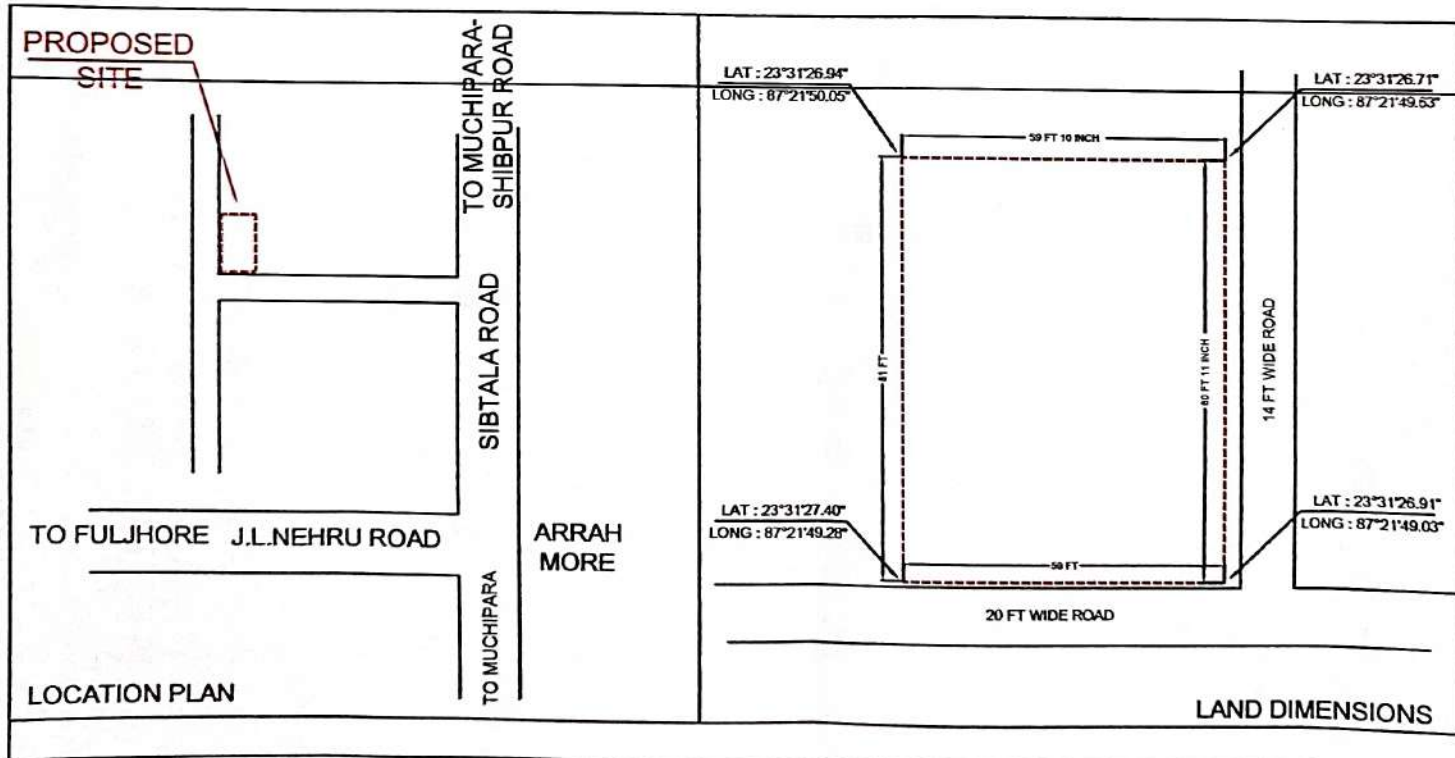 PROPOSED
SITE
TO MUCHIPARA-
SHIBPUR ROAD
SIBTALA ROAD
TO FULJHORE J.L.NEHRU ROAD
ARRAH
MORE
TO MUCHIPARA
LOCATION PLAN
LAT : 23°31'26.94"
LONG : 87°21'50.05"
LAT : 23°31'26.71"
LONG : 87°21'49.63"
59 FT 10 INCH
81 FT
80 FT 11 INCH
14 FT WIDE ROAD
LAT : 23°31'27.40"
LONG : 87°21'49.28"
LAT : 23°31'26.91"
LONG : 87°21'49.03"
FT
20 FT WIDE ROAD
LAND DIMENSIONS